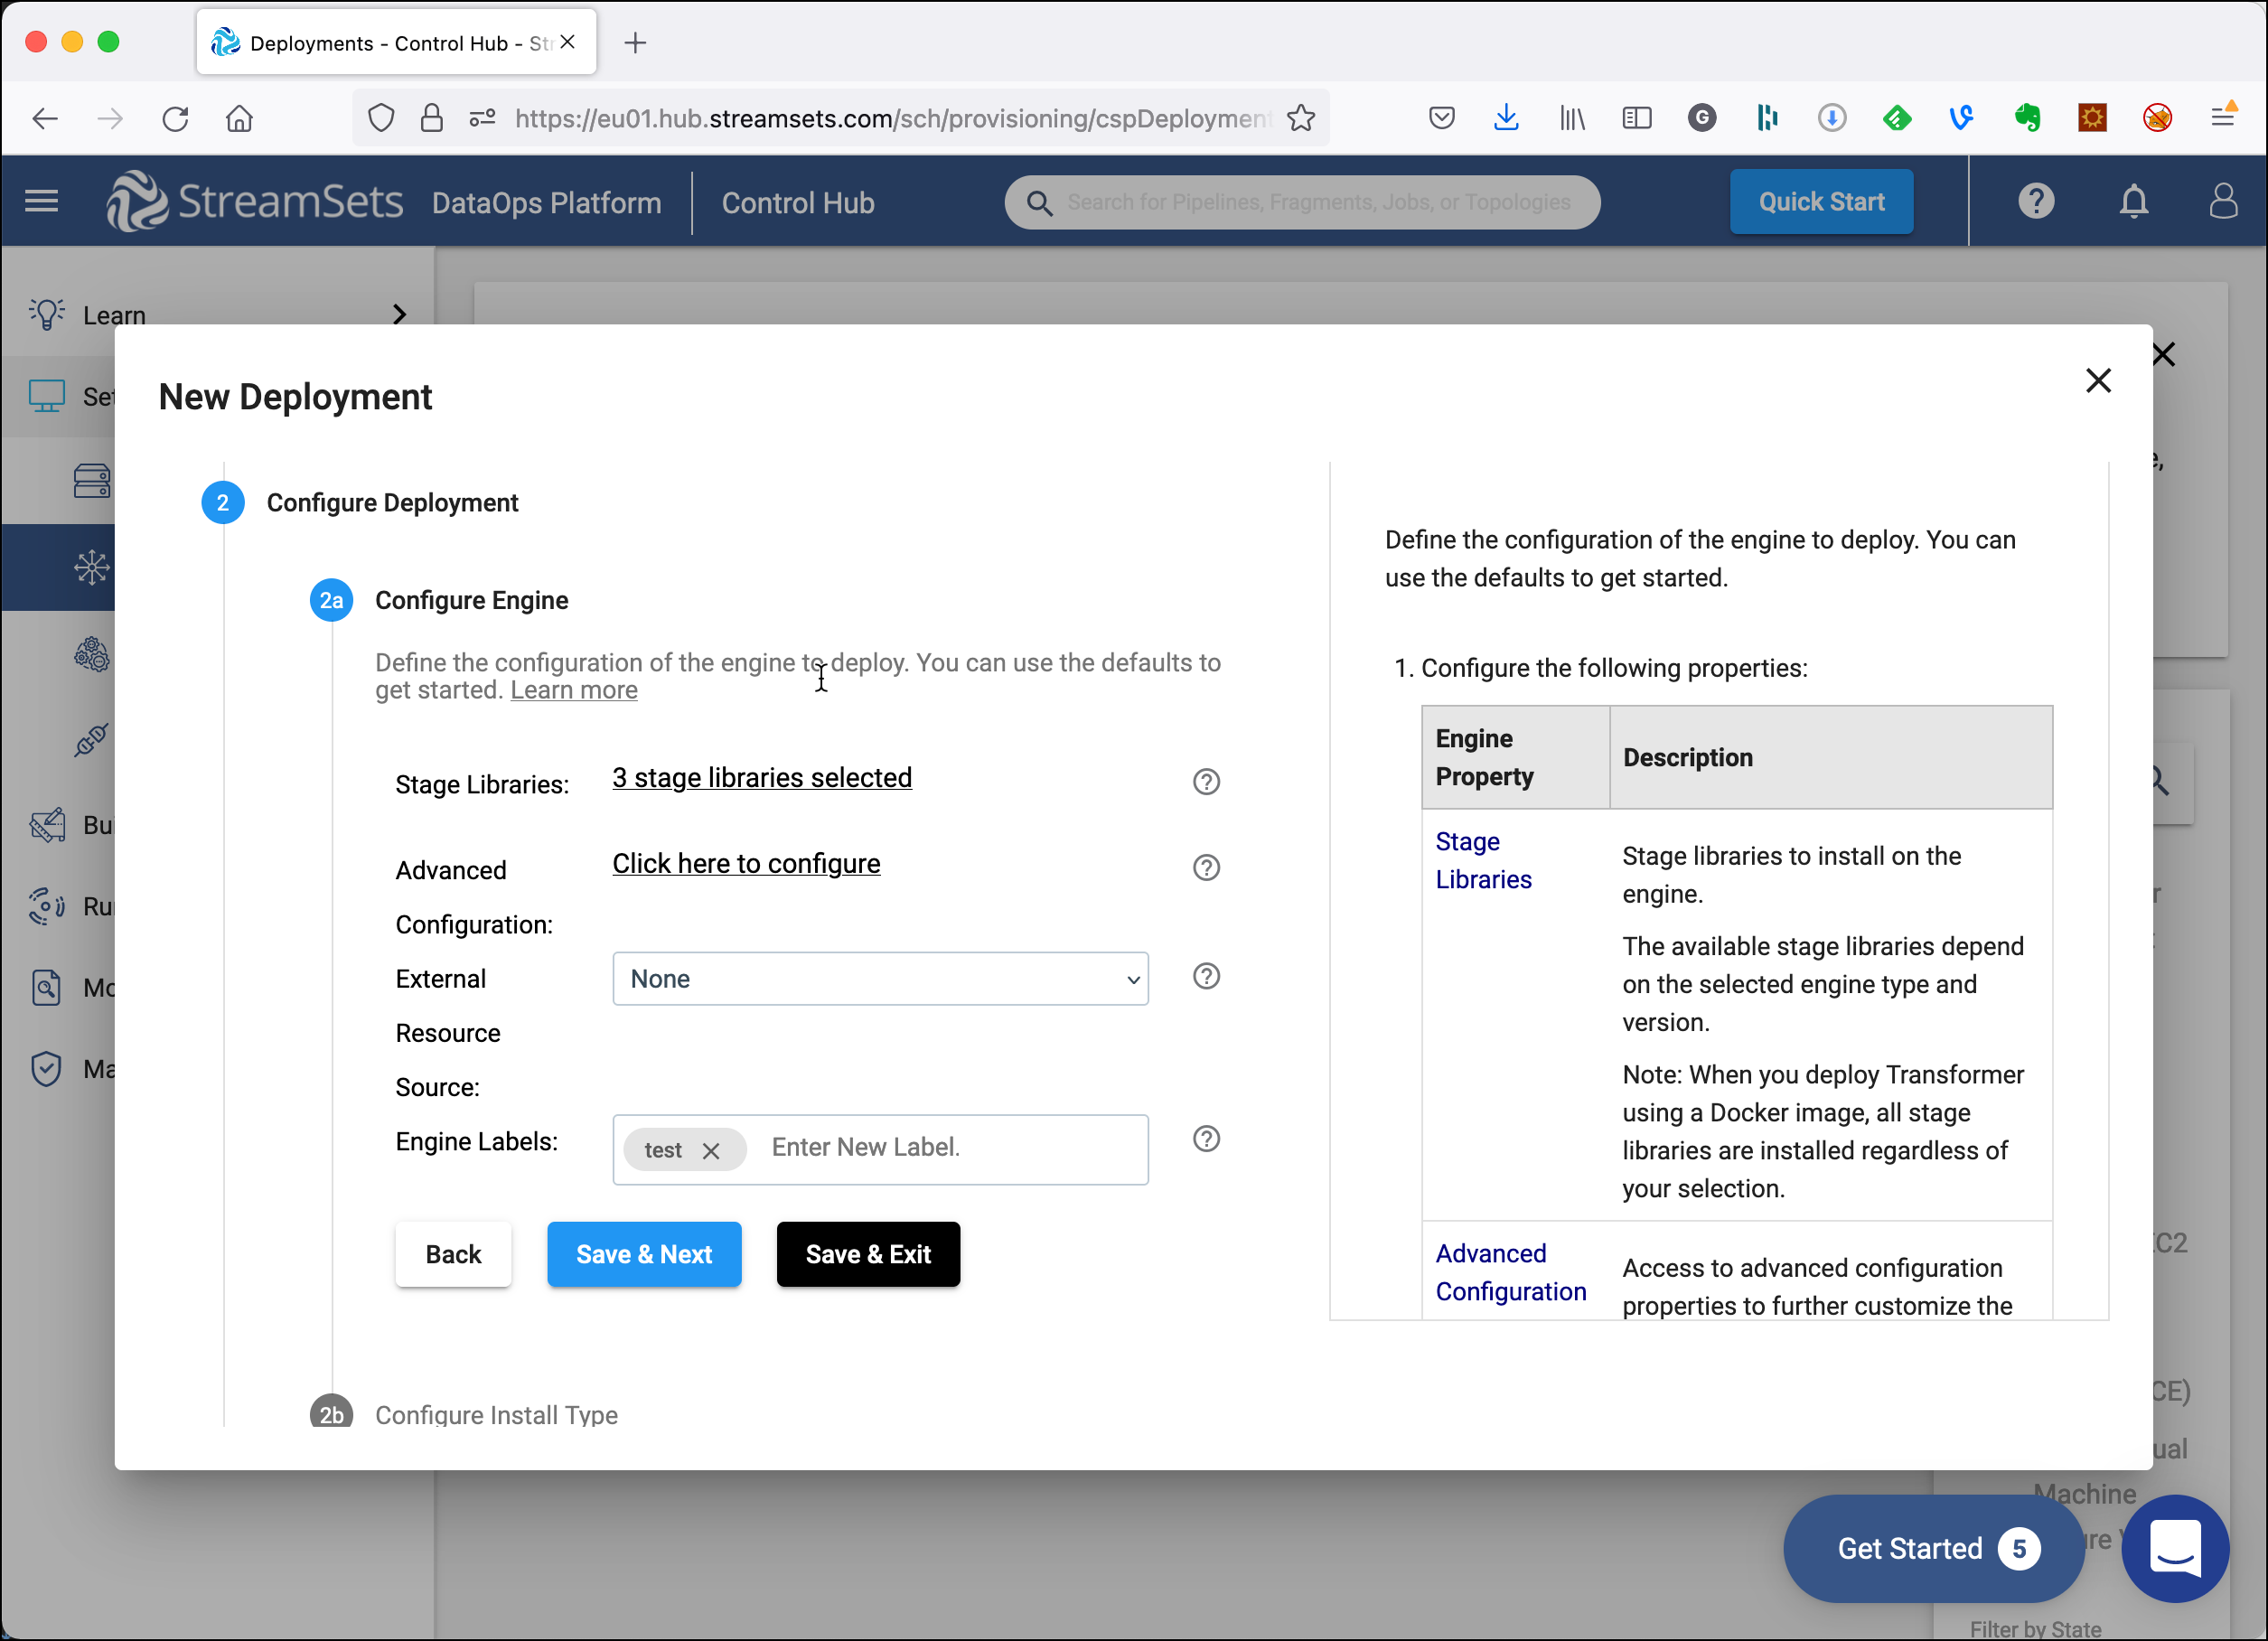 Deployments - Control Hub - Str
https://eu01.hub.streamsets.com/sch/provisioning/cspDeployment
StreamSets DataOps Platform Control Hub
Search for Pipelines, Fragments, Jobs, or Topologies
Quick Start
Learn
Set
Bui
Ru
Mo
Ma
New Deployment
2 Configure Deployment
2a Configure Engine
Define the configuration of the engine to deploy. You can use the defaults to
get started. Learn more
Stage Libraries: 3 stage libraries selected
Advanced Click here to configure
Configuration:
External None
Resource
Source:
Engine Labels: test Enter New Label.
Back Save & Next Save & Exit
2b Configure Install Type
Define the configuration of the engine to deploy. You can
use the defaults to get started.
1. Configure the following properties:
Engine
Property
Description
Stage
Libraries
Stage libraries to install on the
engine.
The available stage libraries depend
on the selected engine type and
version.
Note: When you deploy Transformer
using a Docker image, all stage
libraries are installed regardless of
your selection.
Advanced
Configuration
Access to advanced configuration
properties to further customize the
e,
r
C2
CE)
ual
Machine
ure
Get Started 5
Filter by State